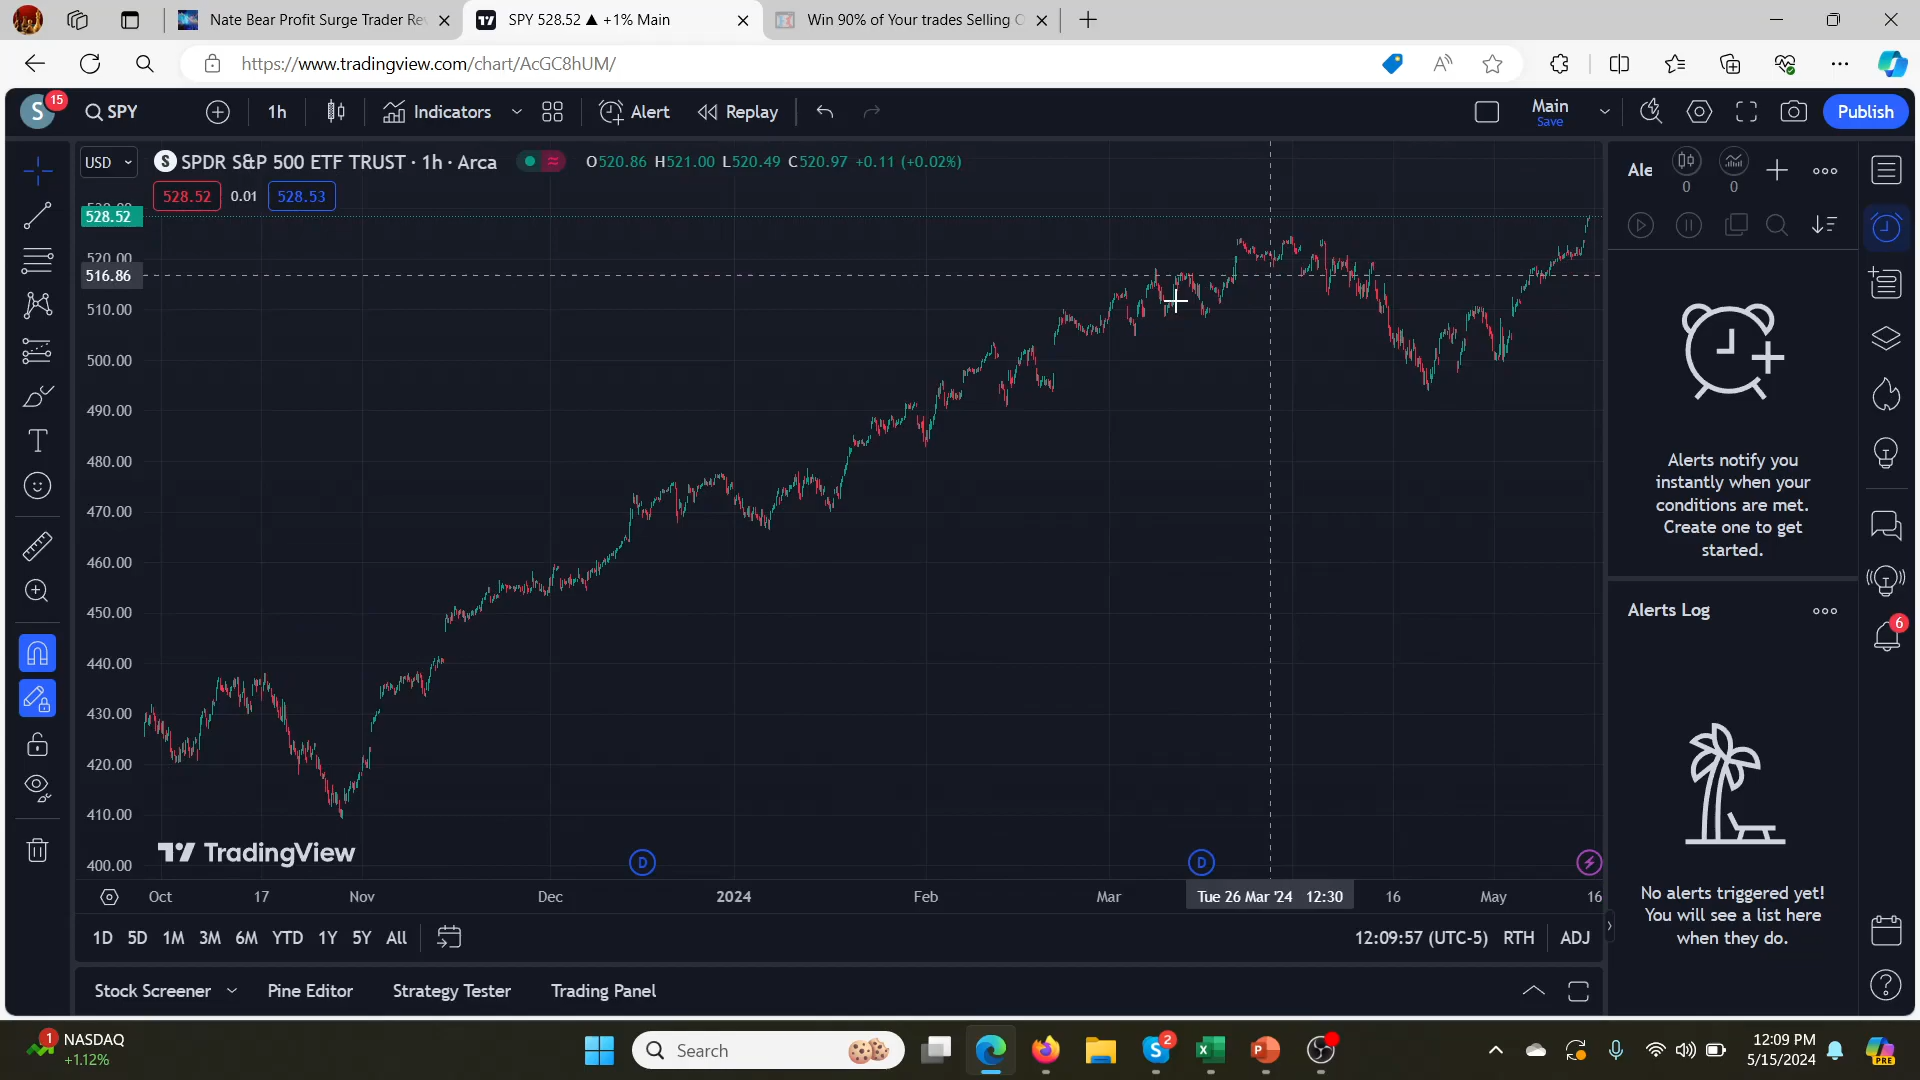 Nate Bear Profit Surge Trader Re
SPY 528.52 ▲ +1% Main
Win 90% of Your trades Selling O
https://www.tradingview.com/chart/AcGC8hUM/
S
15
SPY
1h
Indicators
Alert
Replay
Main
Save
Publish
USD
S SPDR S&P 500 ETF TRUST · 1h · Arca
O520.86 H521.00 L520.49 C520.97 +0.11 (+0.02%)
528.52
0.01
528.53
Ale
0
0
528.52
520.00
516.86
510.00
500.00
490.00
480.00
470.00
460.00
450.00
440.00
430.00
420.00
410.00
400.00
Alerts notify you
instantly when your
conditions are met.
Create one to get
started.
Alerts Log
6
No alerts triggered yet!
You will see a list here
when they do.
TradingView
D
D
Oct
17
Nov
Dec
2024
Feb
Mar
Tue 26 Mar '24 12:30
16
May
16
1D 5D 1M 3M 6M YTD 1Y 5Y All
12:09:57 (UTC-5) RTH ADJ
Stock Screener
Pine Editor
Strategy Tester
Trading Panel
1
NASDAQ
+1.12%
Search
2
12:09 PM
5/15/2024
PRE